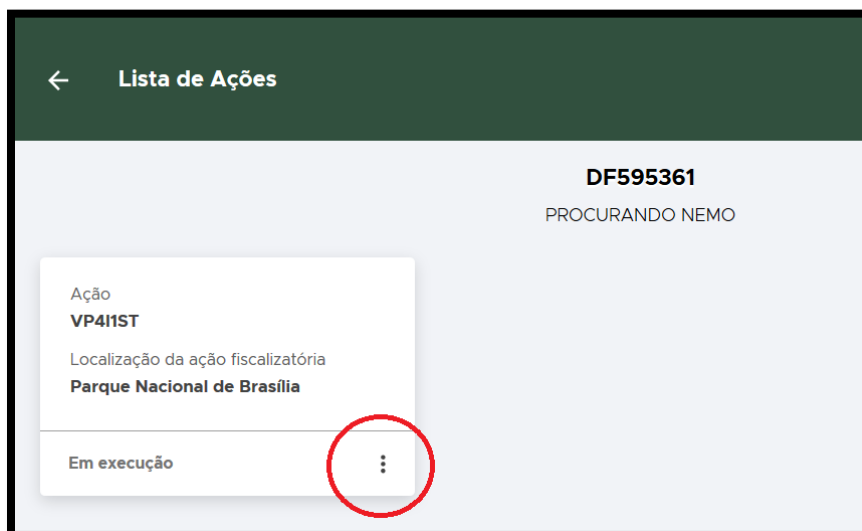 Lista de Ações
DF595361
PROCURANDO NEMO
Ação
VP4I1ST
Localização da ação fiscalizatória
Parque Nacional de Brasília
Em execução